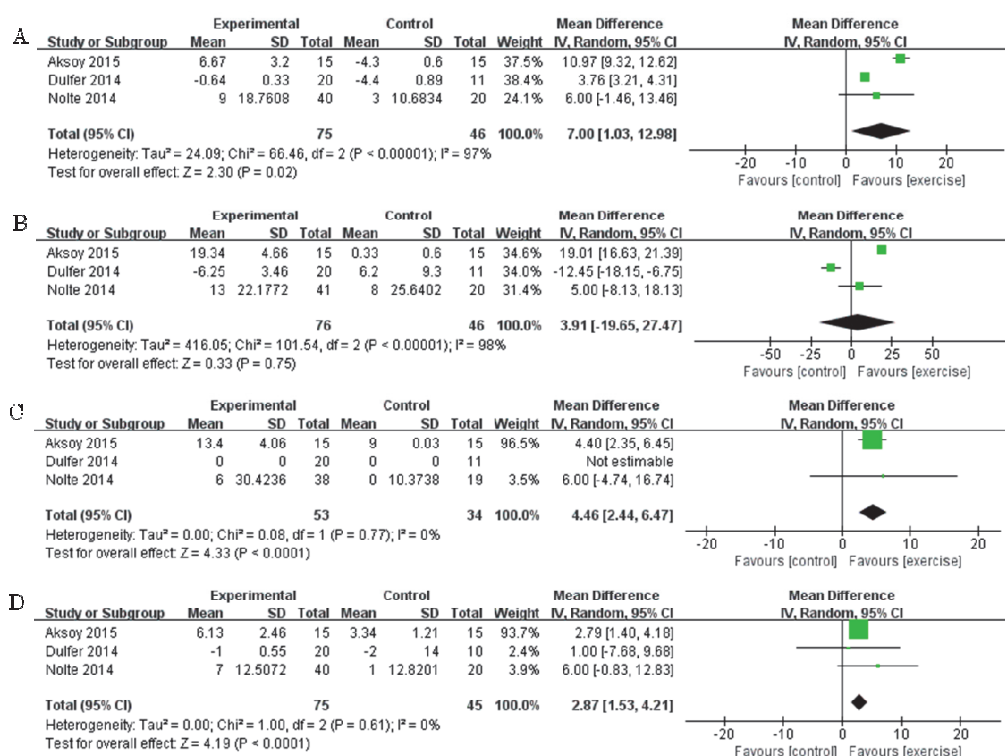 A
Experimental Control Mean Difference Mean Difference
Study or Subgroup Mean SD Total Mean SD Total Weight IV, Random, 95% CI IV, Random, 95% CI
Aksoy 2015 6.67 3.2 15 -4.3 0.6 15 37.5% 10.97 [9.32, 12.62]
Dulfer 2014 -0.64 0.33 20 -4.4 0.89 11 38.4% 3.76 [3.21, 4.31]
Nolte 2014 9 18.7608 40 3 10.6834 20 24.1% 6.00 [-1.46, 13.46]
Total (95% CI) 75 46 100.0% 7.00 [1.03, 12.98]
Heterogeneity: Tau² = 24.09; Chi² = 66.46, df = 2 (P < 0.00001); I² = 97%
Test for overall effect: Z = 2.30 (P = 0.02)
-20 -10 0 10 20
Favours [control] Favours [exercise]
B
Experimental Control Mean Difference Mean Difference
Study or Subgroup Mean SD Total Mean SD Total Weight IV, Random, 95% CI IV, Random, 95% CI
Aksoy 2015 19.34 4.66 15 0.33 0.6 15 34.6% 19.01 [16.63, 21.39]
Dulfer 2014 -6.25 3.46 20 6.2 9.3 11 34.0% -12.45 [-18.15, -6.75]
Nolte 2014 13 22.1772 41 8 25.6402 20 31.4% 5.00 [-8.13, 18.13]
Total (95% CI) 76 46 100.0% 3.91 [-19.65, 27.47]
Heterogeneity: Tau² = 416.05; Chi² = 101.54, df = 2 (P < 0.00001); I² = 98%
Test for overall effect: Z = 0.33 (P = 0.75)
-50 -25 0 25 50
Favours [control] Favours [exercise]
C
Experimental Control Mean Difference Mean Difference
Study or Subgroup Mean SD Total Mean SD Total Weight IV, Random, 95% CI IV, Random, 95% CI
Aksoy 2015 13.4 4.06 15 9 0.03 15 96.5% 4.40 [2.35, 6.45]
Dulfer 2014 0 0 20 0 0 11 Not estimable
Nolte 2014 6 30.4236 38 0 10.3738 19 3.5% 6.00 [-4.74, 16.74]
Total (95% CI) 53 34 100.0% 4.46 [2.44, 6.47]
Heterogeneity: Tau² = 0.00; Chi² = 0.08, df = 1 (P = 0.77); I² = 0%
Test for overall effect: Z = 4.33 (P < 0.0001)
-20 -10 0 10 20
Favours [control] Favours [exercise]
D
Experimental Control Mean Difference Mean Difference
Study or Subgroup Mean SD Total Mean SD Total Weight IV, Random, 95% CI IV, Random, 95% CI
Aksoy 2015 6.13 2.46 15 3.34 1.21 15 93.7% 2.79 [1.40, 4.18]
Dulfer 2014 -1 0.55 20 -2 14 10 2.4% 1.00 [-7.68, 9.68]
Nolte 2014 7 12.5072 40 1 12.8201 20 3.9% 6.00 [-0.83, 12.83]
Total (95% CI) 75 45 100.0% 2.87 [1.53, 4.21]
Heterogeneity: Tau² = 0.00; Chi² = 1.00, df = 2 (P = 0.61); I² = 0%
Test for overall effect: Z = 4.19 (P < 0.0001)
-20 -10 0 10 20
Favours [control] Favours [exercise]